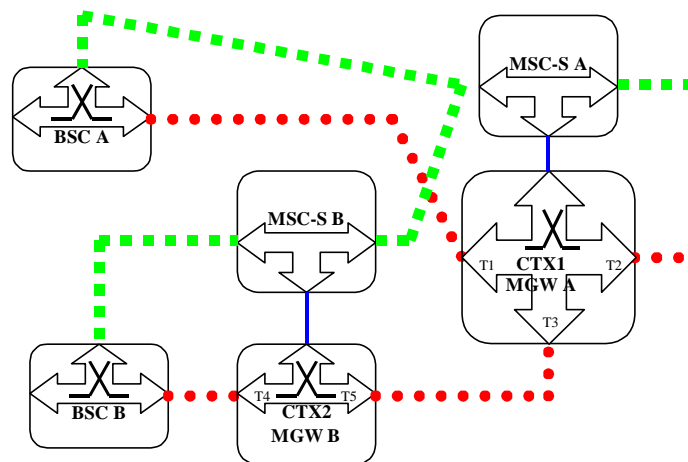 MSC-S A
BSC A
MSC-S B
T1
CTX1
T2
MGW A
T3
BSC B
T4
CTX2
T5
MGW B